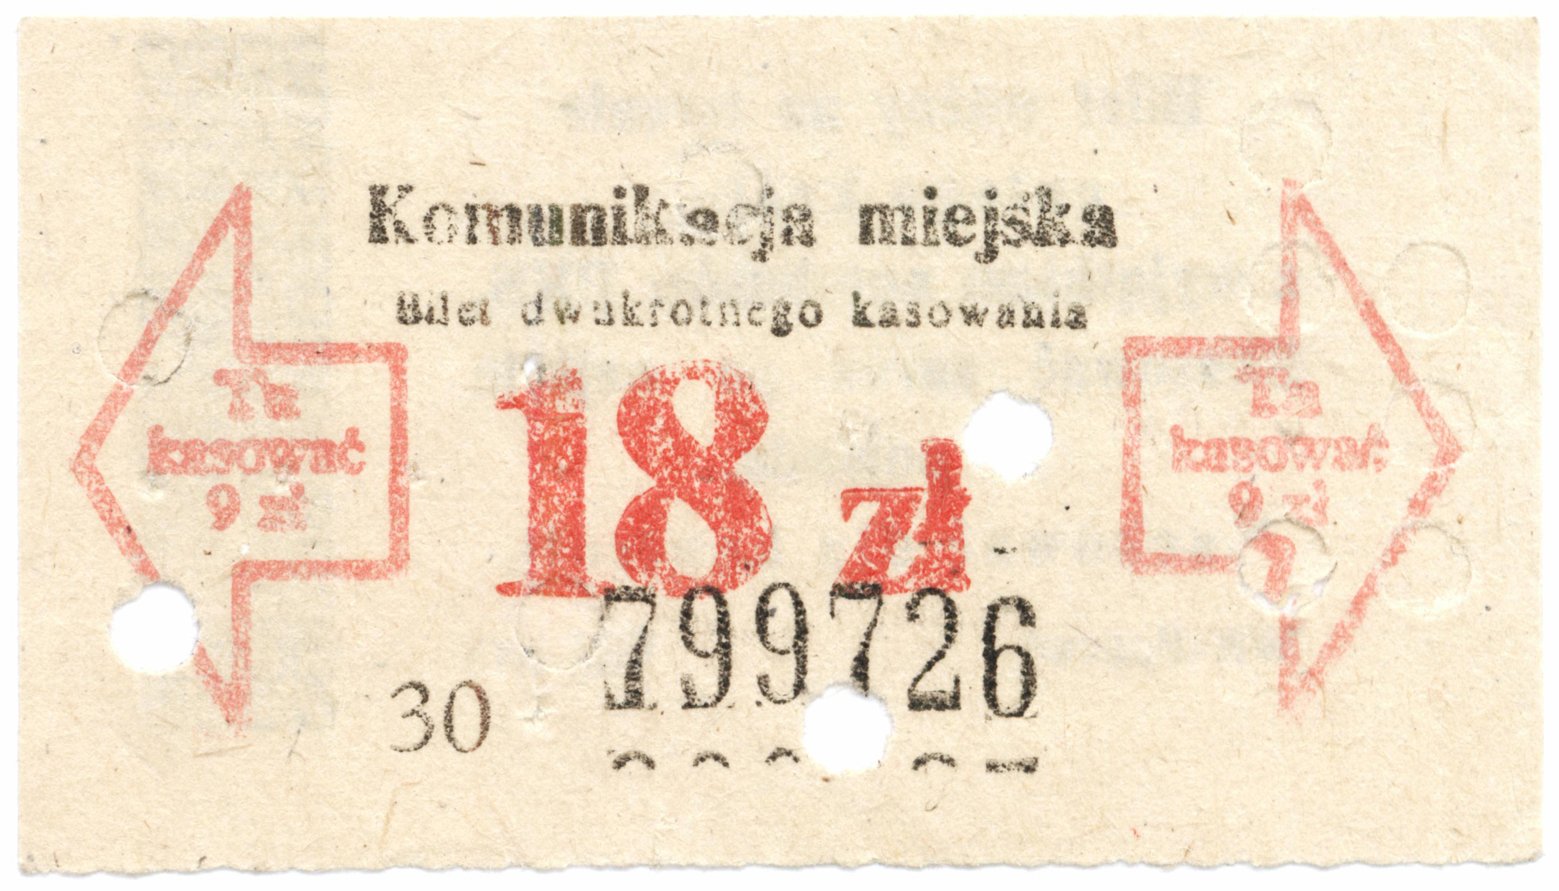 Komunikacja miejska
Bilet dwukrotnego kasowania
Tu
kasować
9 zł
18 zł
Tu
kasować
9 zł
799726
30